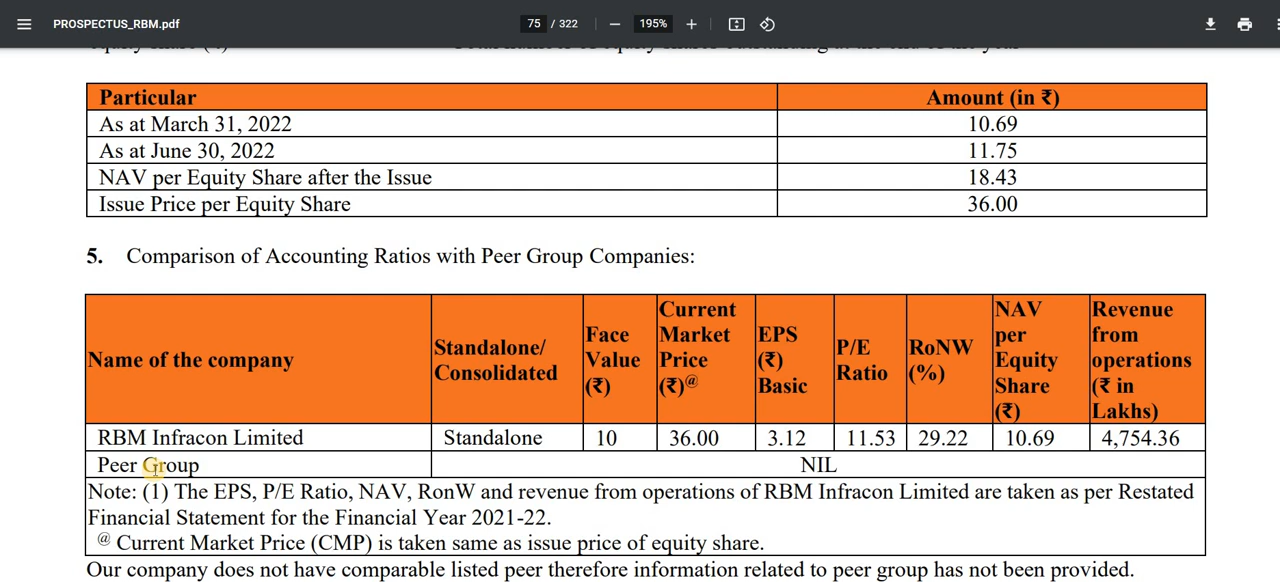 PROSPECTUS_RBM.pdf
75 / 322
195%
Particular Amount (in ₹)
As at March 31, 2022 10.69
As at June 30, 2022 11.75
NAV per Equity Share after the Issue 18.43
Issue Price per Equity Share 36.00
5. Comparison of Accounting Ratios with Peer Group Companies:
Name of the company Standalone/ Consolidated Face Value (₹) Current Market Price (₹)@ EPS (₹) Basic P/E Ratio RoNW (%) NAV per Equity Share (₹) Revenue from operations (₹ in Lakhs)
RBM Infracon Limited Standalone 10 36.00 3.12 11.53 29.22 10.69 4,754.36
Peer Group NIL
Note: (1) The EPS, P/E Ratio, NAV, RonW and revenue from operations of RBM Infracon Limited are taken as per Restated
Financial Statement for the Financial Year 2021-22.
@ Current Market Price (CMP) is taken same as issue price of equity share.
Our company does not have comparable listed peer therefore information related to peer group has not been provided.